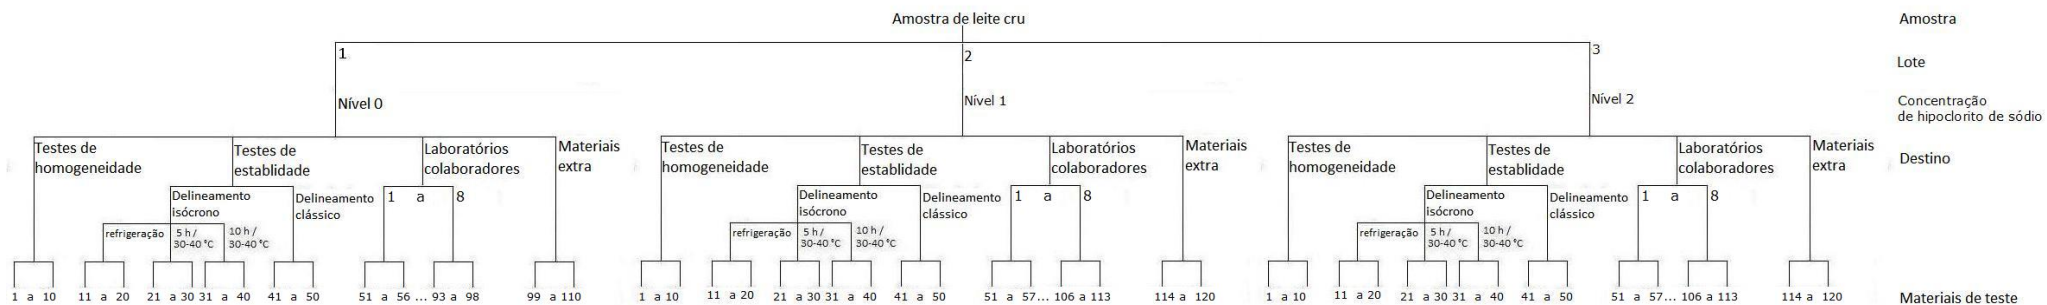 Amostra de leite cru
Amostra
1
2
3
Lote
Nível 0
Nível 1
Nível 2
Concentração
de hipoclorito de sódio
Testes de
homogeneidade
Testes de
establidade
Laboratórios
colaboradores
Materiais
extra
Testes de
homogeneidade
Testes de
establidade
Laboratórios
colaboradores
Materiais
extra
Testes de
homogeneidade
Testes de
establidade
Laboratórios
colaboradores
Materiais
extra
Destino
Delineamento
isócrono
Delineamento
clássico
1 a 8
Delineamento
isócrono
Delineamento
clássico
1 a 8
Delineamento
isócrono
Delineamento
clássico
1 a 8
refrigeração
5 h /
30-40 °C
10 h /
30-40 °C
refrigeração
5 h /
30-40 °C
10 h /
30-40 °C
refrigeração
5 h /
30-40 °C
10 h /
30-40 °C
1 a 10 11 a 20 21 a 30 31 a 40 41 a 50 51 a 56 ... 93 a 98 99 a 110
1 a 10 11 a 20 21 a 30 31 a 40 41 a 50 51 a 57... 106 a 113 114 a 120
1 a 10 11 a 20 21 a 30 31 a 40 41 a 50 51 a 57... 106 a 113 114 a 120
Materiais de teste